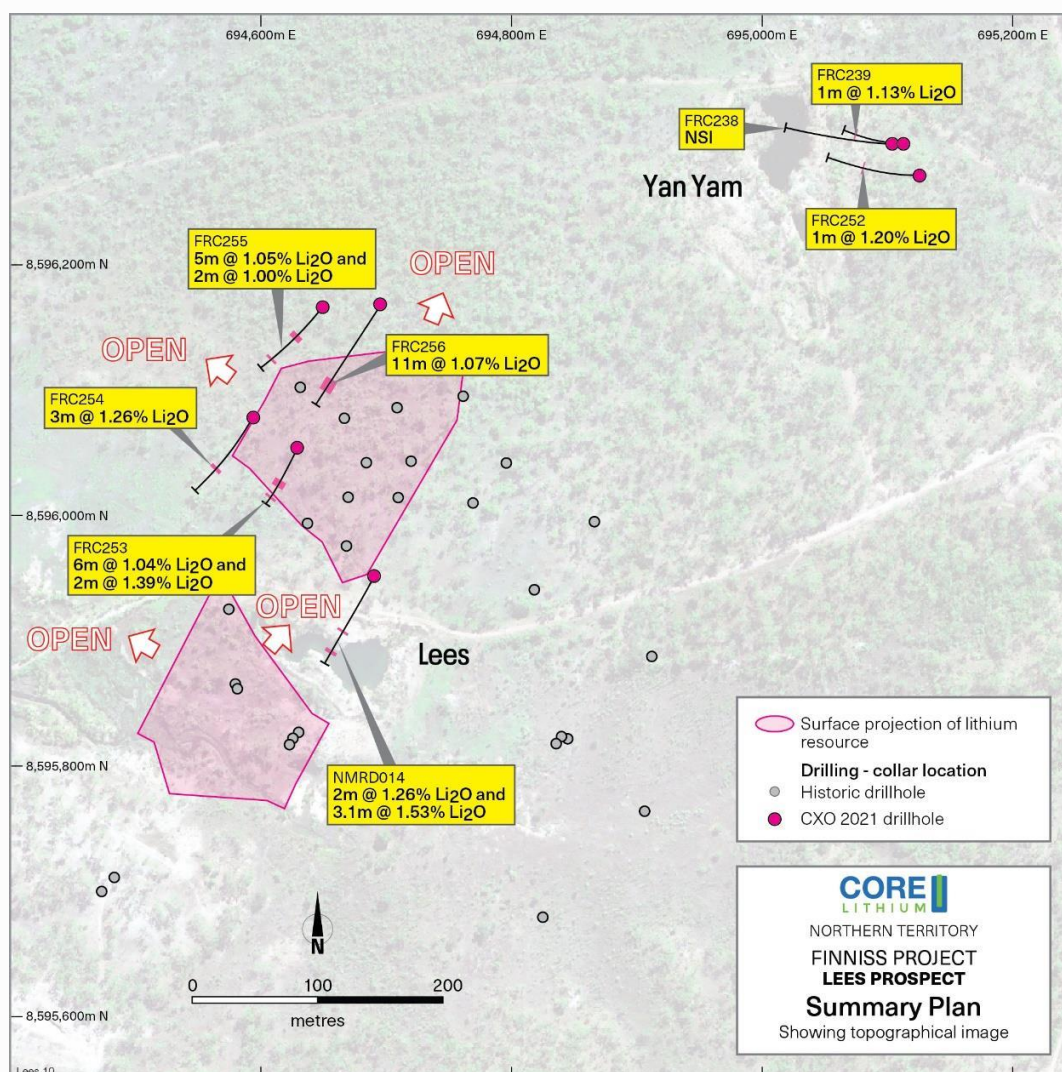 694,600m E
694,800m E
695,000m E
695,200m E
FRC239
1m @ 1.13% Li2O
FRC238
NSI
Yan Yam
FRC252
1m @ 1.20% Li2O
FRC255
5m @ 1.05% Li2O and
2m @ 1.00% Li2O
OPEN
8,596,200m N
OPEN
FRC256
11m @ 1.07% Li2O
FRC254
3m @ 1.26% Li2O
8,596,000m N
FRC253
6m @ 1.04% Li2O and
2m @ 1.39% Li2O
OPEN
OPEN
Lees
8,595,800m N
NMRD014
2m @ 1.26% Li2O and
3.1m @ 1.53% Li2O
Surface projection of lithium
resource
Drilling - collar location
Historic drillhole
CXO 2021 drillhole
N
0 100 200
metres
8,595,600m N
CORE
LITHIUM
NORTHERN TERRITORY
FINNISS PROJECT
LEES PROSPECT
Summary Plan
Showing topographical image